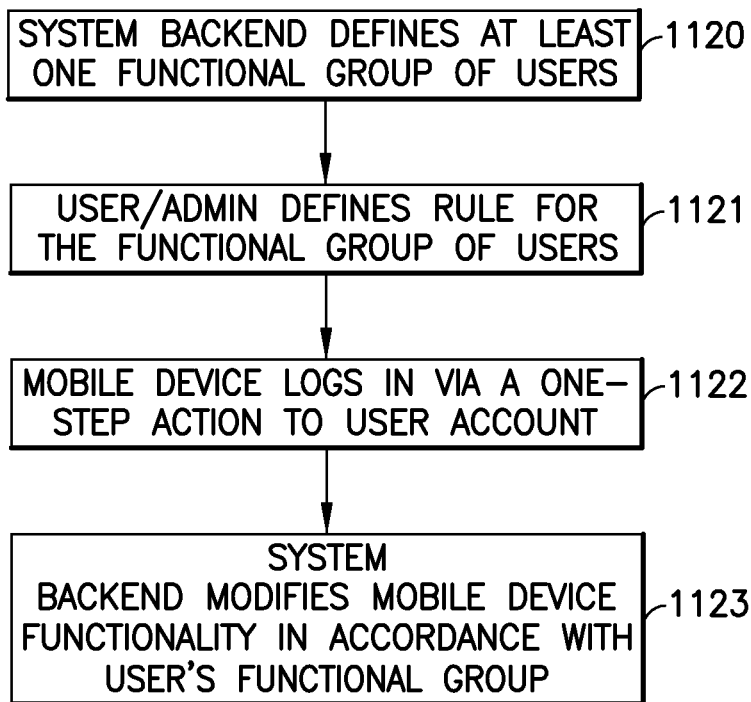 SYSTEM BACKEND DEFINES AT LEAST
ONE FUNCTIONAL GROUP OF USERS
1120
USER/ADMIN DEFINES RULE FOR
THE FUNCTIONAL GROUP OF USERS
1121
MOBILE DEVICE LOGS IN VIA A ONE-
STEP ACTION TO USER ACCOUNT
1122
SYSTEM
BACKEND MODIFIES MOBILE DEVICE
FUNCTIONALITY IN ACCORDANCE WITH
USER'S FUNCTIONAL GROUP
1123